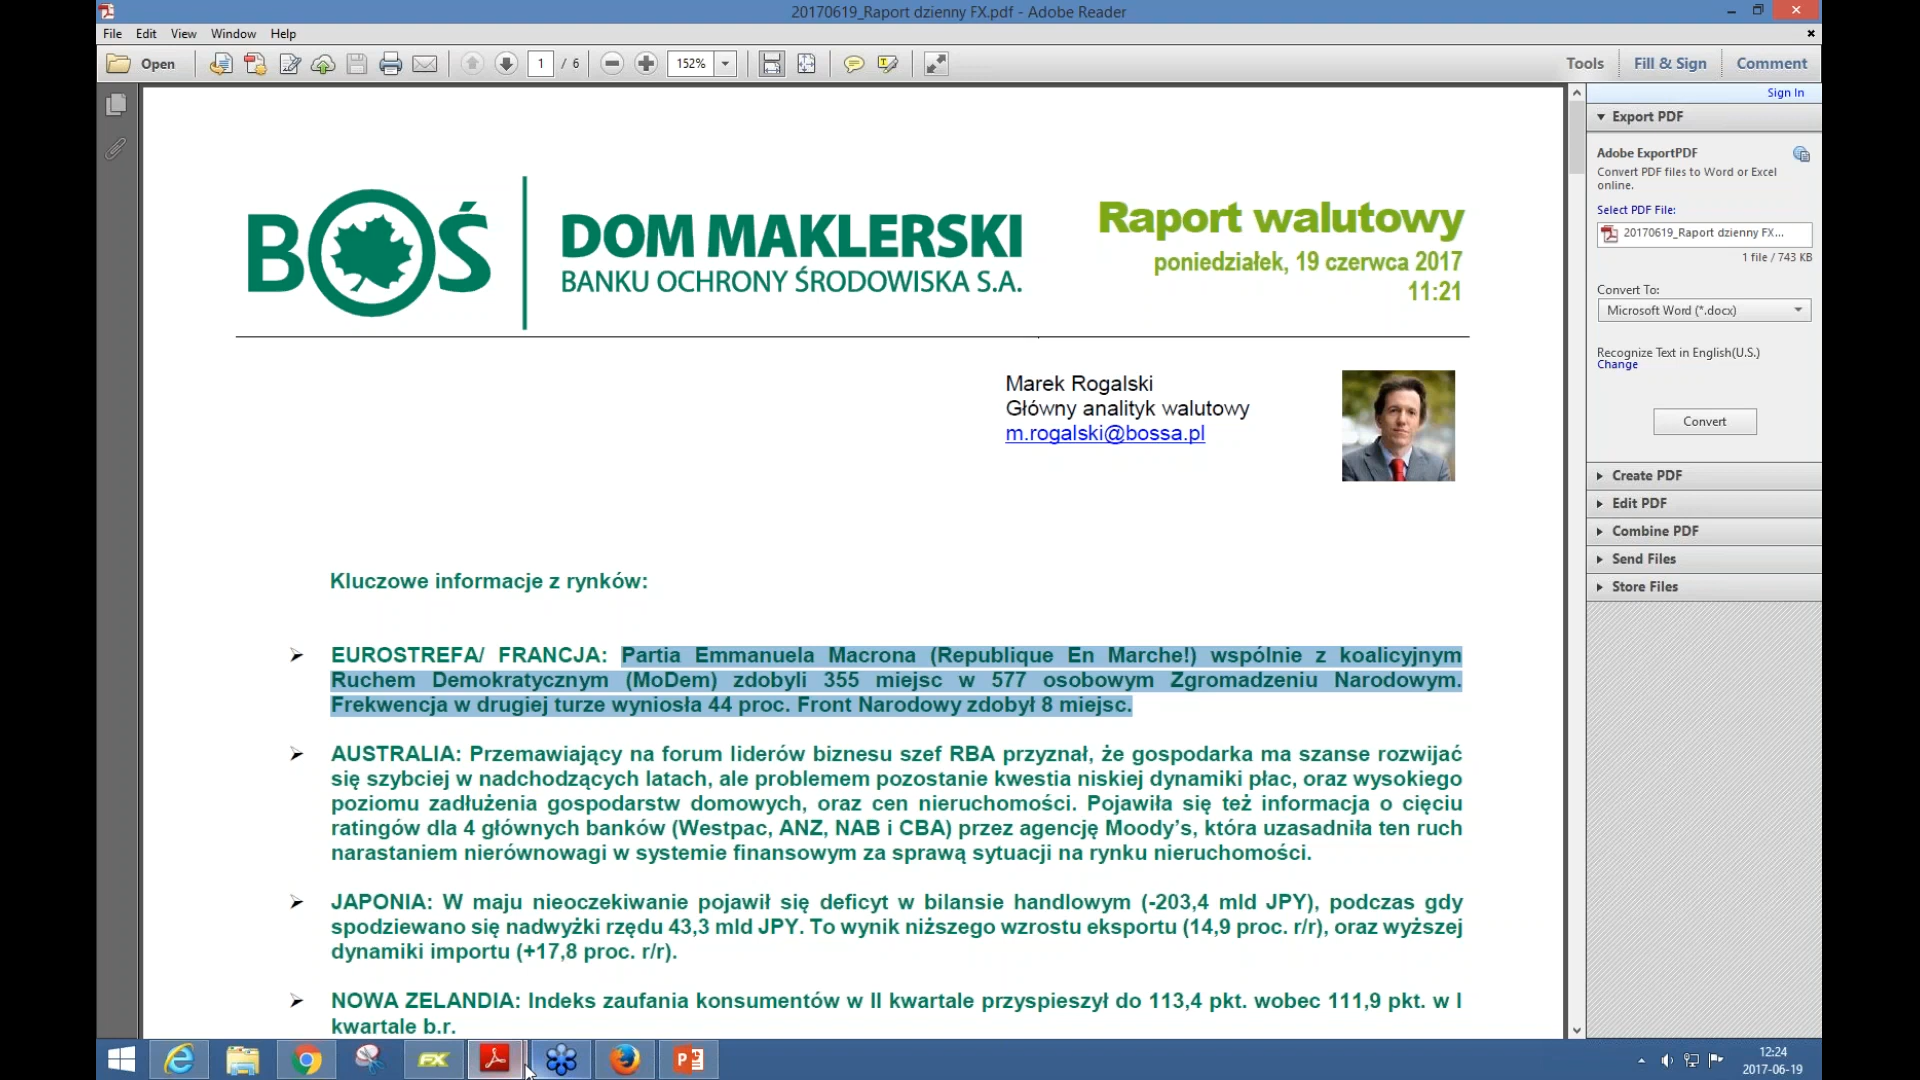 20170619_Raport dzienny FX.pdf - Adobe Reader
File Edit View Window Help
Open 1 / 6 152% Tools Fill & Sign Comment
Sign In
Export PDF
Adobe ExportPDF
Convert PDF files to Word or Excel
online.
Select PDF File:
20170619_Raport dzienny FX...
1 file / 743 KB
Convert To:
Microsoft Word (*.docx)
Recognize Text in English(U.S.)
Change
Convert
Create PDF
Edit PDF
Combine PDF
Send Files
Store Files
BOŚ
DOM MAKLERSKI
BANKU OCHRONY ŚRODOWISKA S.A.
Raport walutowy
poniedziałek, 19 czerwca 2017
11:21
Marek Rogalski
Główny analityk walutowy
m.rogalski@bossa.pl
Kluczowe informacje z rynków:
EUROSTREFA/ FRANCJA: Partia Emmanuela Macrona (Republique En Marche!) wspólnie z koalicyjnym
Ruchem Demokratycznym (MoDem) zdobyli 355 miejsc w 577 osobowym Zgromadzeniu Narodowym.
Frekwencja w drugiej turze wyniosła 44 proc. Front Narodowy zdobył 8 miejsc.
AUSTRALIA: Przemawiający na forum liderów biznesu szef RBA przyznał, że gospodarka ma szanse rozwijać
się szybciej w nadchodzących latach, ale problemem pozostanie kwestia niskiej dynamiki płac, oraz wysokiego
poziomu zadłużenia gospodarstw domowych, oraz cen nieruchomości. Pojawiła się też informacja o cięciu
ratingów dla 4 głównych banków (Westpac, ANZ, NAB i CBA) przez agencję Moody's, która uzasadniła ten ruch
narastaniem nierównowagi w systemie finansowym za sprawą sytuacji na rynku nieruchomości.
JAPONIA: W maju nieoczekiwanie pojawił się deficyt w bilansie handlowym (-203,4 mld JPY), podczas gdy
spodziewano się nadwyżki rzędu 43,3 mld JPY. To wynik niższego wzrostu eksportu (14,9 proc. r/r), oraz wyższej
dynamiki importu (+17,8 proc. r/r).
NOWA ZELANDIA: Indeks zaufania konsumentów w II kwartale przyspieszył do 113,4 pkt. wobec 111,9 pkt. w I
kwartale b.r.
FX
12:24
2017-06-19